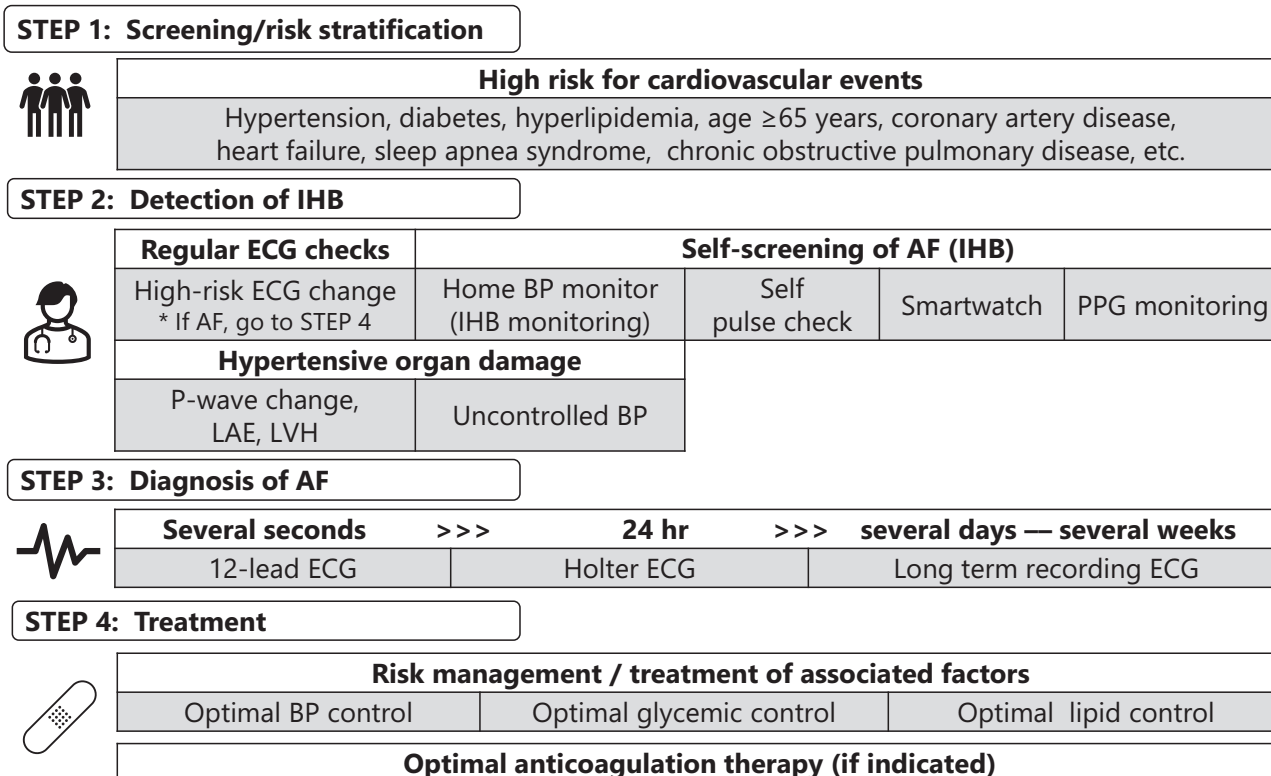 STEP 1: Screening/risk stratification
High risk for cardiovascular events
Hypertension, diabetes, hyperlipidemia, age ≥65 years, coronary artery disease,
heart failure, sleep apnea syndrome, chronic obstructive pulmonary disease, etc.
STEP 2: Detection of IHB
Regular ECG checks
Self-screening of AF (IHB)
High-risk ECG change
* If AF, go to STEP 4
Home BP monitor
(IHB monitoring)
Self
pulse check
Smartwatch
PPG monitoring
Hypertensive organ damage
P-wave change,
LAE, LVH
Uncontrolled BP
STEP 3: Diagnosis of AF
Several seconds >>> 24 hr >>> several days — several weeks
12-lead ECG
Holter ECG
Long term recording ECG
STEP 4: Treatment
Risk management / treatment of associated factors
Optimal BP control
Optimal glycemic control
Optimal lipid control
Optimal anticoagulation therapy (if indicated)